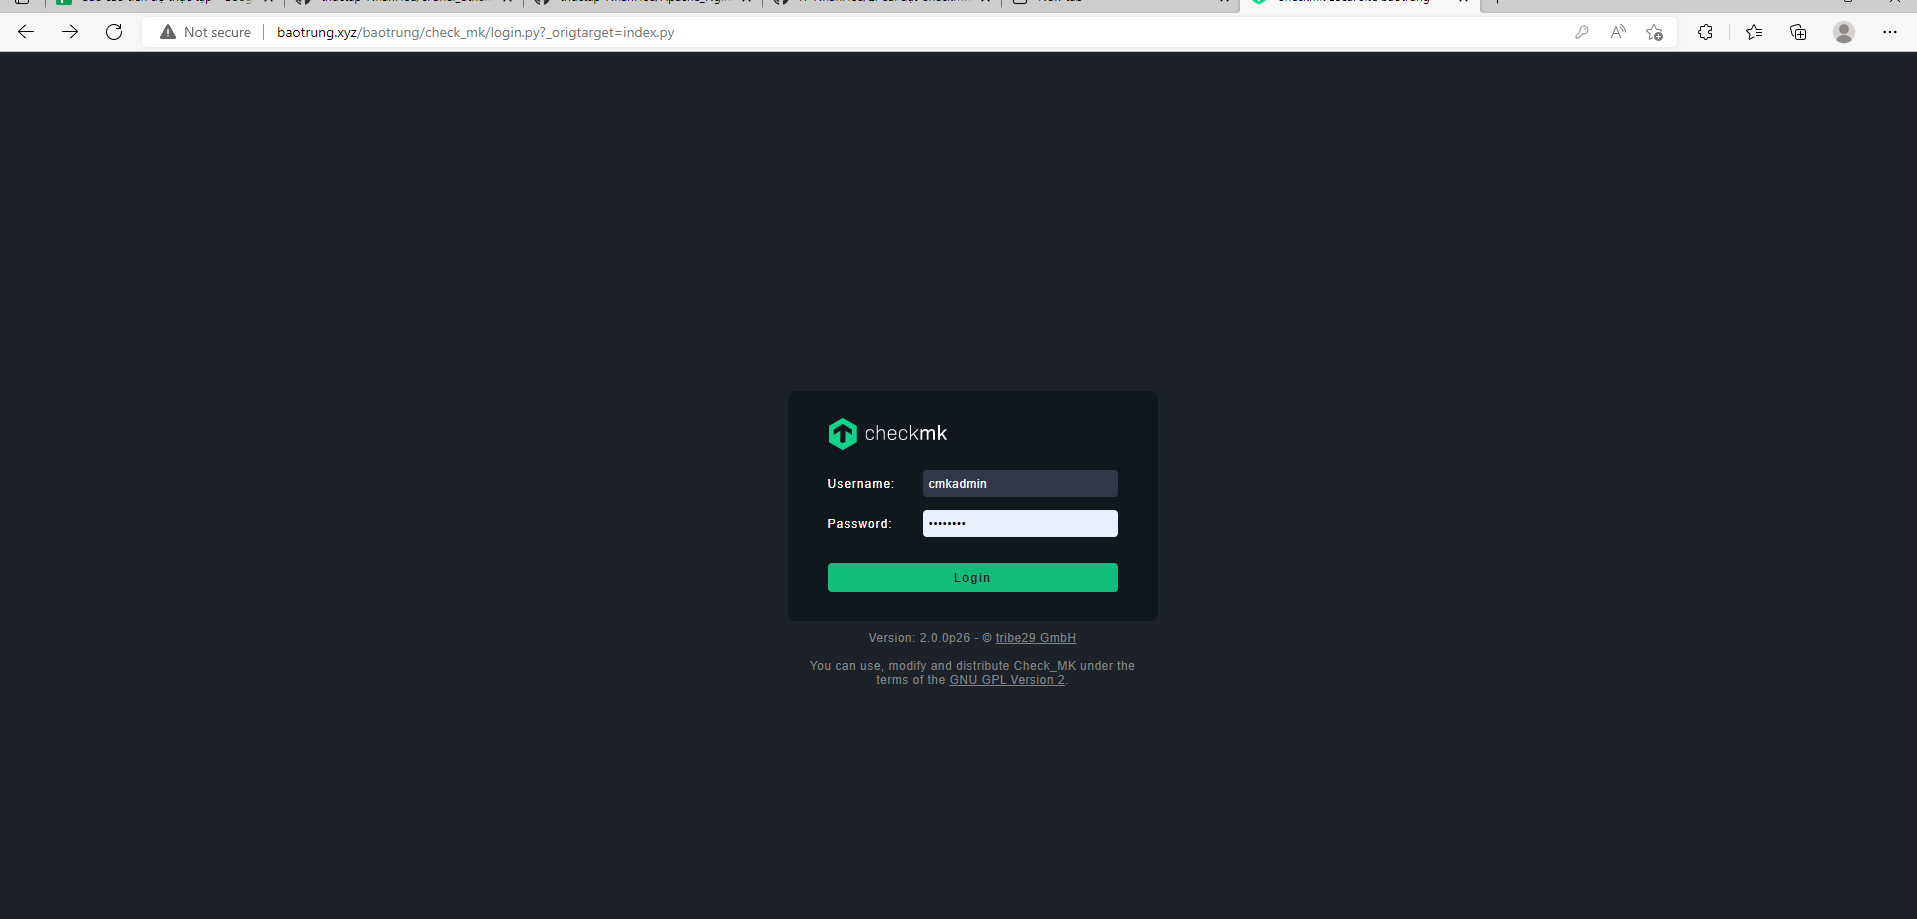 Not secure
baotrung.xyz/baotrung/check_mk/login.py?_origtarget=index.py
checkmk
Username:
cmkadmin
Password:
••••••••
Login
Version: 2.0.0p26 - © tribe29 GmbH
You can use, modify and distribute Check_MK under the
terms of the GNU GPL Version 2.